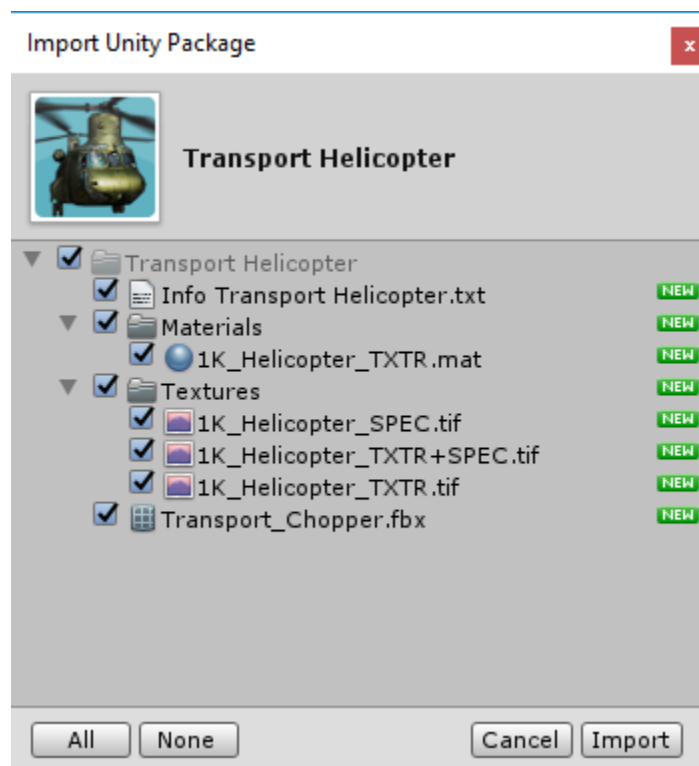 Import Unity Package
x
Transport Helicopter
Transport Helicopter
Info Transport Helicopter.txt NEW
Materials NEW
1K_Helicopter_TXTR.mat NEW
Textures NEW
1K_Helicopter_SPEC.tif NEW
1K_Helicopter_TXTR+SPEC.tif NEW
1K_Helicopter_TXTR.tif NEW
Transport_Chopper.fbx NEW
All None Cancel Import